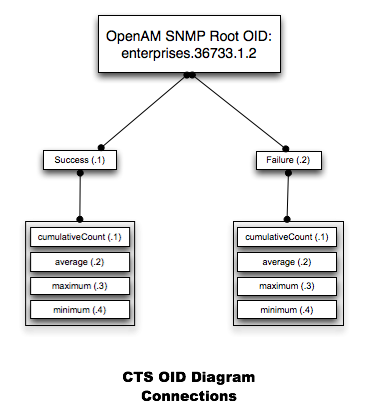 OpenAM SNMP Root OID:
enterprises.36733.1.2
Success (.1)
Failure (.2)
cumulativeCount (.1)
average (.2)
maximum (.3)
minimum (.4)
cumulativeCount (.1)
average (.2)
maximum (.3)
minimum (.4)
CTS OID Diagram
Connections